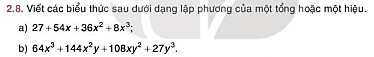 2.8. Viết các biểu thức sau dưới dạng lập phương của một tổng hoặc một hiệu.
a) 27 + 54x + 36x² + 8x³;
b) 64x³ + 144x²y + 108xy² + 27y³.